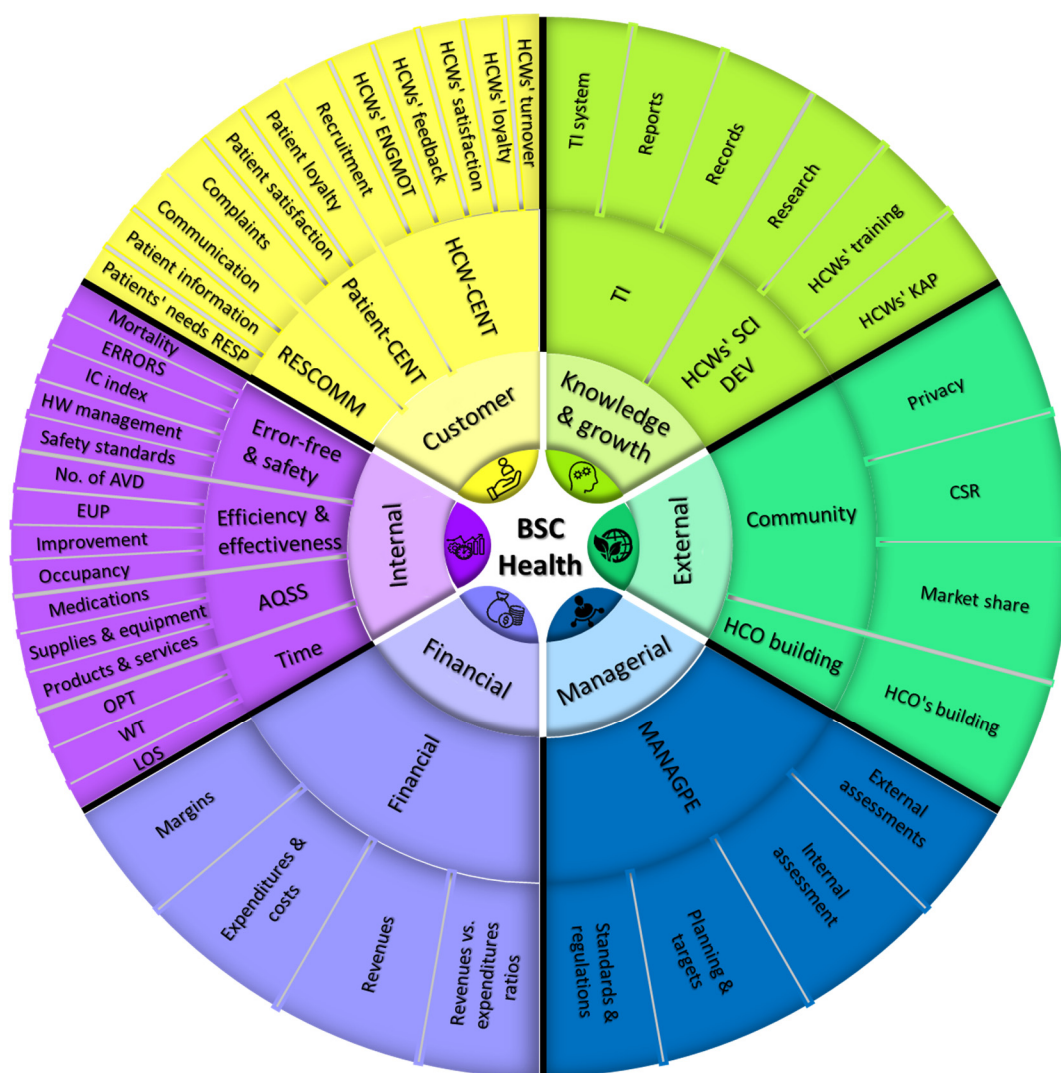 BSC
Health
Customer
Knowledge
& growth
External
Managerial
Financial
Internal
RESCOMM
Patient-CENT
HCW-CENT
TI
HCWs' SCI
DEV
Community
HCO building
MANAGPE
Financial
Time
AQSS
Efficiency &
effectiveness
Error-free
& safety
Patients' needs RESP
Patient information
Communication
Complaints
Patient satisfaction
Patient loyalty
Recruitment
HCWs' ENGMOT
HCWs' feedback
HCWs' satisfaction
HCWs' loyalty
HCWs' turnover
TI system
Reports
Records
Research
HCWs' training
HCWs' KAP
Privacy
CSR
Market share
HCO's building
External
assessments
Internal
assessment
Planning &
targets
Standards &
regulations
Revenues vs.
expenditures
ratios
Revenues
Expenditures &
costs
Margins
LOS
WT
OPT
Products & services
Supplies & equipment
Medications
Occupancy
Improvement
EUP
No. of AVD
Safety standards
HW management
IC index
ERRORS
Mortality